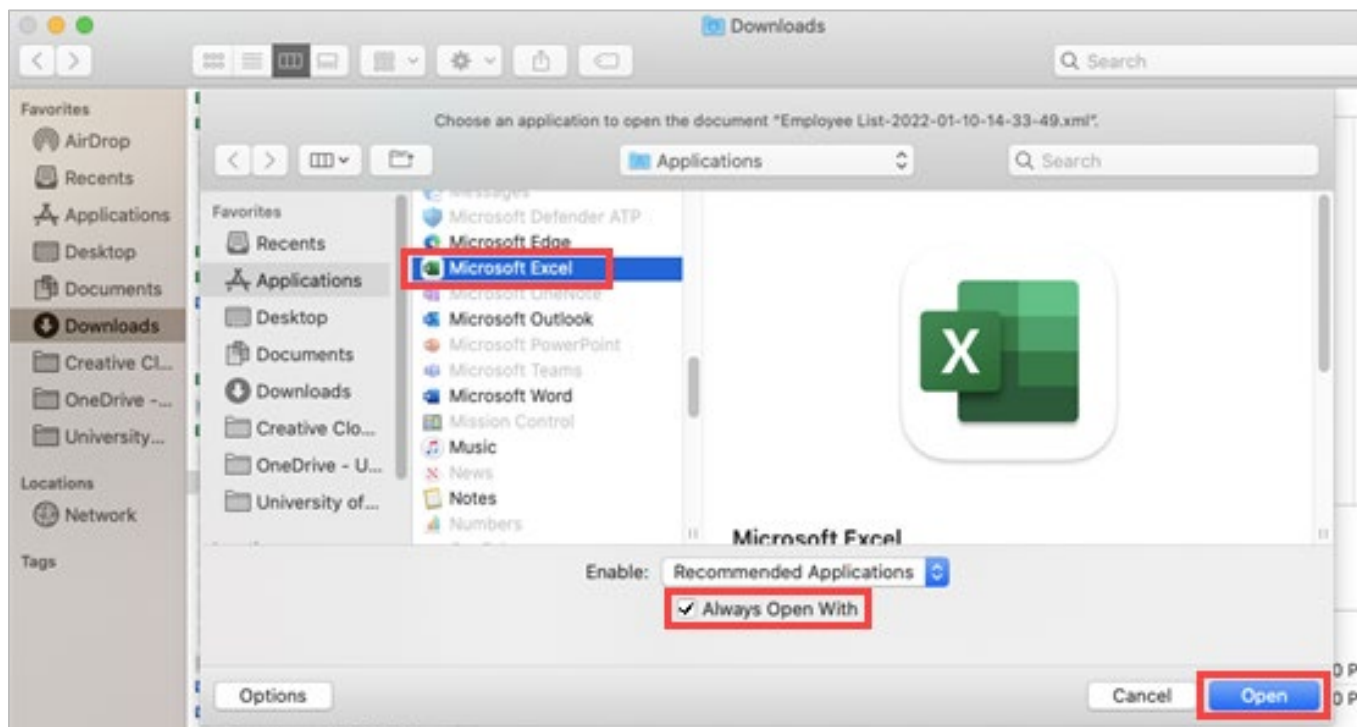 Downloads
Search
Favorites
AirDrop
Recents
Applications
Desktop
Documents
Downloads
Creative Cl...
OneDrive -...
University...
Locations
Network
Tags
Choose an application to open the document "Employee List-2022-01-10-14-33-49.xml".
Applications
Search
Favorites
Recents
Applications
Desktop
Documents
Downloads
Creative Clo...
OneDrive - U...
University of...
Messages
Microsoft Defender ATP
Microsoft Edge
Microsoft Excel
Microsoft OneNote
Microsoft Outlook
Microsoft PowerPoint
Microsoft Teams
Microsoft Word
Mission Control
Music
News
Notes
Numbers
X
Microsoft Excel
Enable: Recommended Applications
Always Open With
Options
Cancel
Open
0 P
0 P